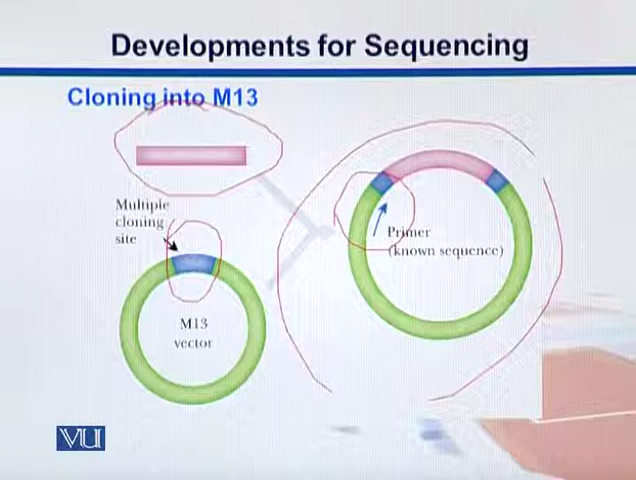 Developments for Sequencing
Cloning into M13
Multiple
cloning
site
Primer
(known sequence)
M13
vector
VU